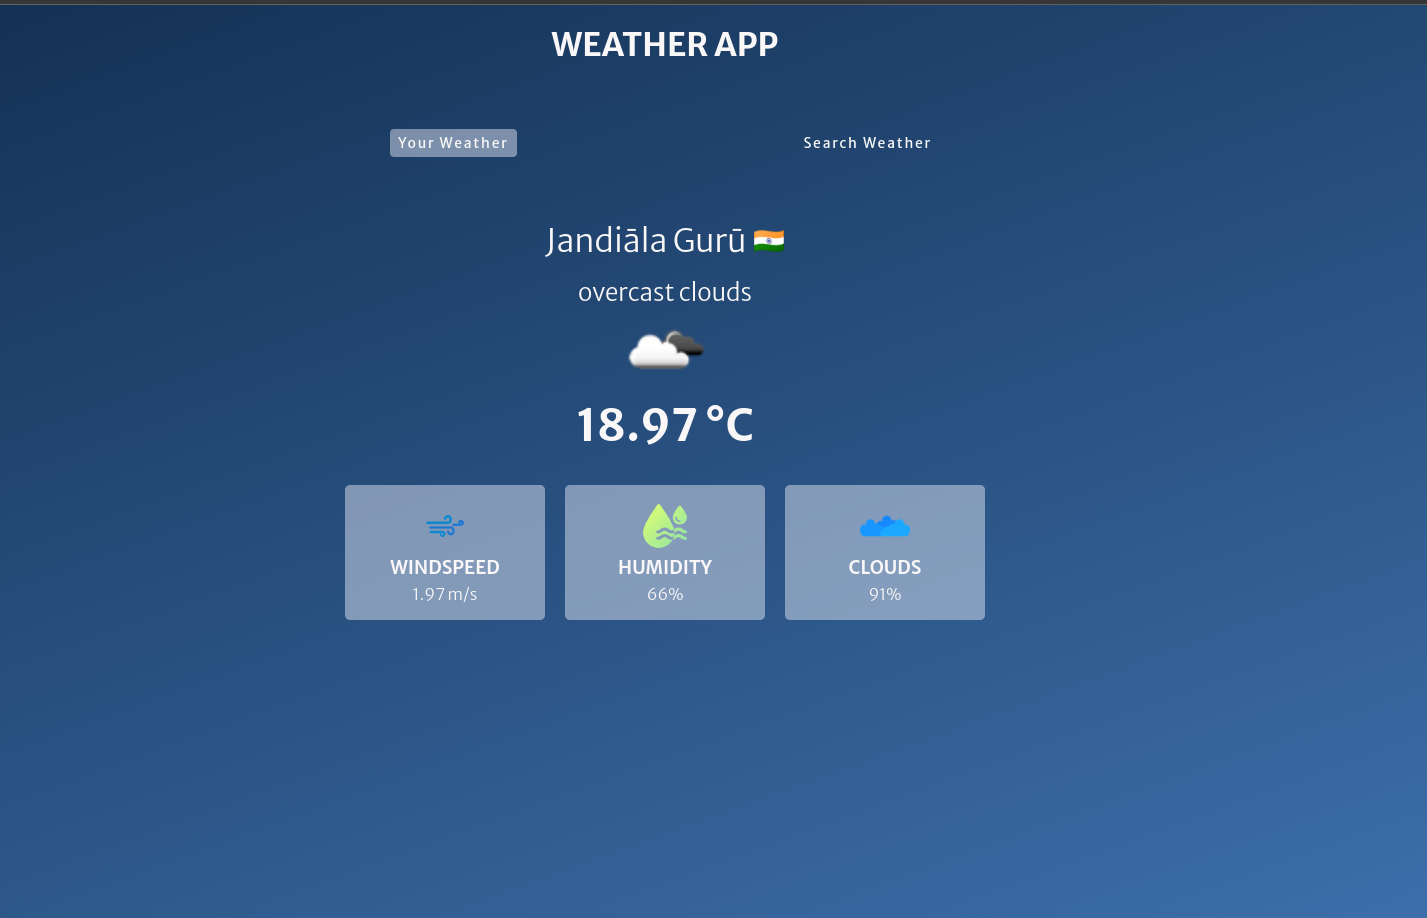 WEATHER APP
Your Weather
Search Weather
Jandiāla Gurū
overcast clouds
18.97 °C
WINDSPEED
1.97 m/s
HUMIDITY
66%
CLOUDS
91%